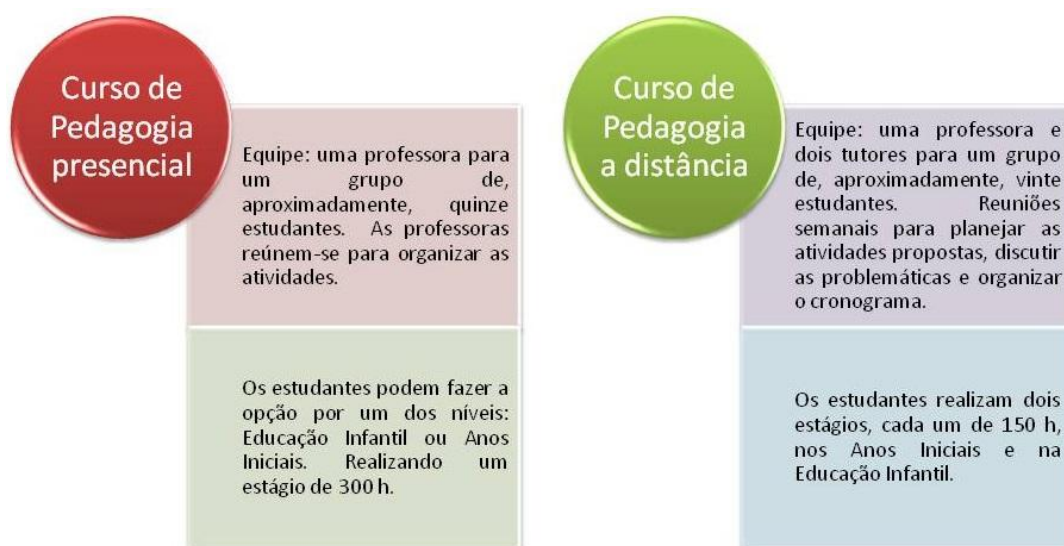 Curso de
Pedagogia
presencial
Equipe: uma professora para
um grupo de,
aproximadamente, quinze
estudantes. As professoras
reúnem-se para organizar as
atividades.
Os estudantes podem fazer a
opção por um dos níveis:
Educação Infantil ou Anos
Iniciais. Realizando um
estágio de 300 h.
Curso de
Pedagogia
a distância
Equipe: uma professora e
dois tutores para um grupo
de, aproximadamente, vinte
estudantes. Reuniões
semanais para planejar as
atividades propostas, discutir
as problemáticas e organizar
o cronograma.
Os estudantes realizam dois
estágios, cada um de 150 h,
nos Anos Iniciais e na
Educação Infantil.